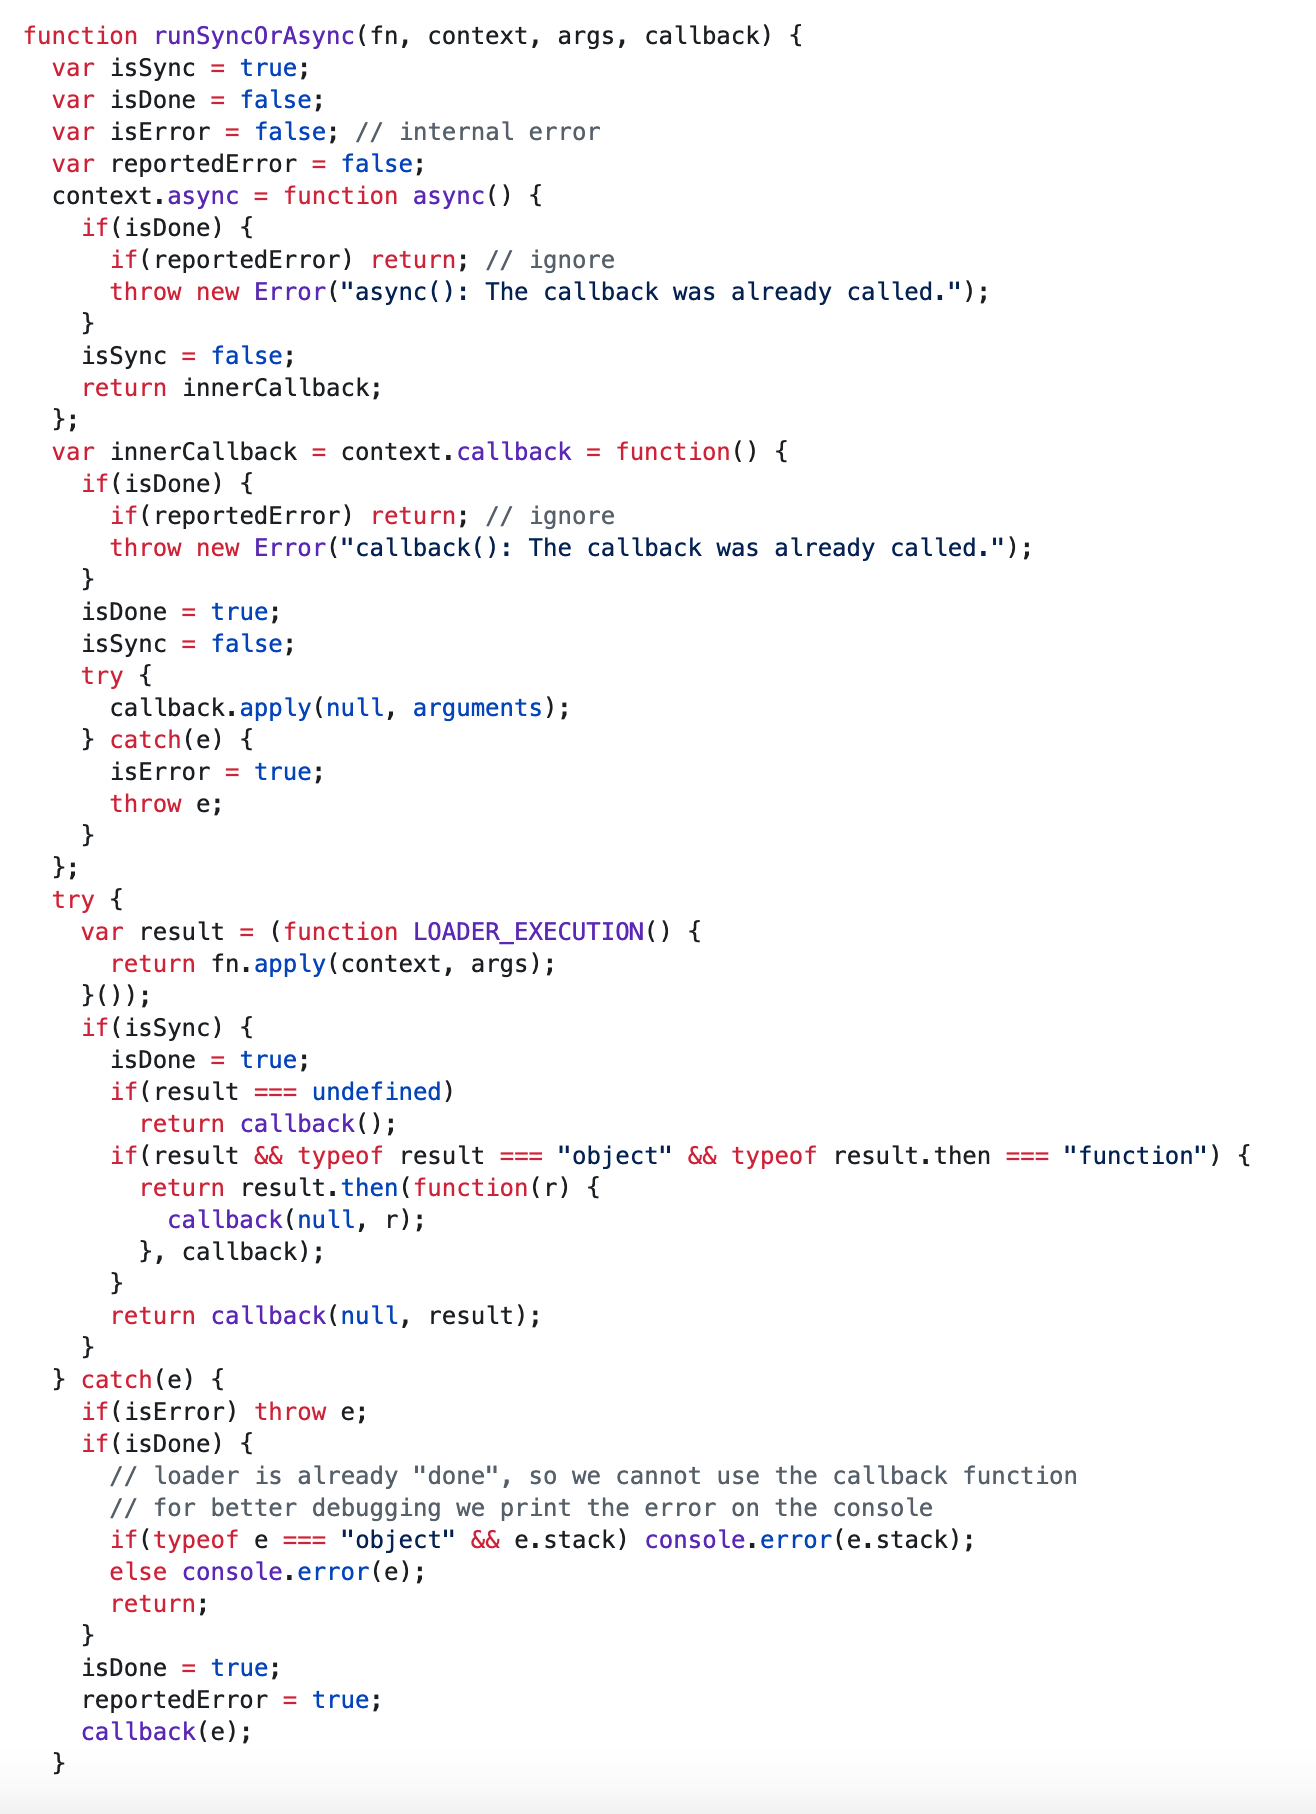 function runSyncOrAsync(fn, context, args, callback) {
  var isSync = true;
  var isDone = false;
  var isError = false; // internal error
  var reportedError = false;
  context.async = function async() {
    if(isDone) {
      if(reportedError) return; // ignore
      throw new Error("async(): The callback was already called.");
    }
    isSync = false;
    return innerCallback;
  };
  var innerCallback = context.callback = function() {
    if(isDone) {
      if(reportedError) return; // ignore
      throw new Error("callback(): The callback was already called.");
    }
    isDone = true;
    isSync = false;
    try {
      callback.apply(null, arguments);
    } catch(e) {
      isError = true;
      throw e;
    }
  };
  try {
    var result = (function LOADER_EXECUTION() {
      return fn.apply(context, args);
    }());
    if(isSync) {
      isDone = true;
      if(result === undefined)
        return callback();
      if(result && typeof result === "object" && typeof result.then === "function") {
        return result.then(function(r) {
          callback(null, r);
        }, callback);
      }
      return callback(null, result);
    }
  } catch(e) {
    if(isError) throw e;
    if(isDone) {
      // loader is already "done", so we cannot use the callback function
      // for better debugging we print the error on the console
      if(typeof e === "object" && e.stack) console.error(e.stack);
      else console.error(e);
      return;
    }
    isDone = true;
    reportedError = true;
    callback(e);
  }